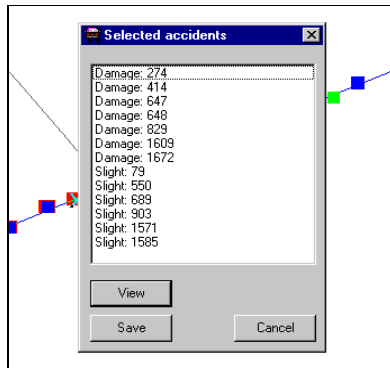 Selected accidents
Damage: 274
Damage: 414
Damage: 647
Damage: 648
Damage: 829
Damage: 1609
Damage: 1672
Slight: 79
Slight: 550
Slight: 689
Slight: 903
Slight: 1571
Slight: 1585
View
Save
Cancel